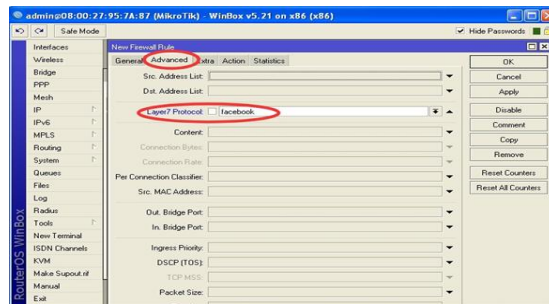 admin@08:00:27:95:7A:87 (MikroTik) - WinBox v5.21 on x86 (x86)
Safe Mode
Hide Passwords
Interfaces
Wireless
Bridge
PPP
Mesh
IP
IPv6
MPLS
Routing
System
Queues
Files
Log
Radius
Tools
New Terminal
ISDN Channels
KVM
Make Supout.rif
Manual
Exit
RouterOS WinBox
New Firewall Rule
General Advanced Extra Action Statistics
Src. Address List:
Dst. Address List:
Layer7 Protocol: facebook
Content:
Connection Bytes:
Connection Rate:
Per Connection Classifier:
Src. MAC Address:
Out. Bridge Port:
In. Bridge Port:
Ingress Priority:
DSCP (TOS):
TCP MSS:
Packet Size:
OK
Cancel
Apply
Disable
Comment
Copy
Remove
Reset Counters
Reset All Counters